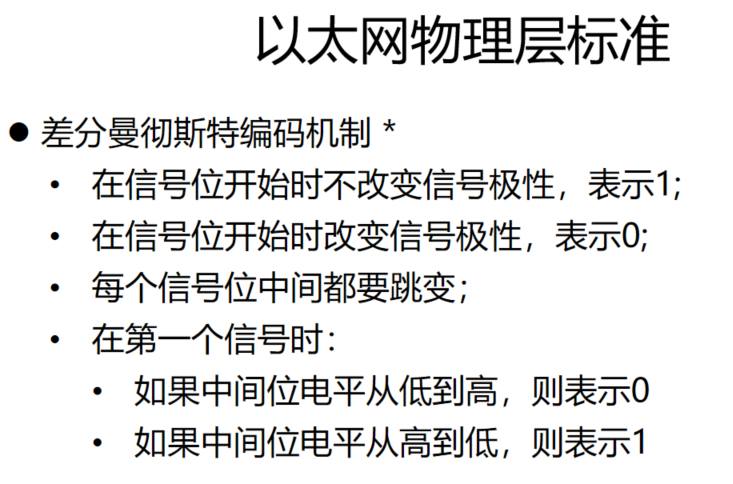 以太网物理层标准
● 差分曼彻斯特编码机制 *
• 在信号位开始时不改变信号极性，表示1;
• 在信号位开始时改变信号极性，表示0;
• 每个信号位中间都要跳变；
• 在第一个信号时：
• 如果中间位电平从低到高，则表示0
• 如果中间位电平从高到低，则表示1